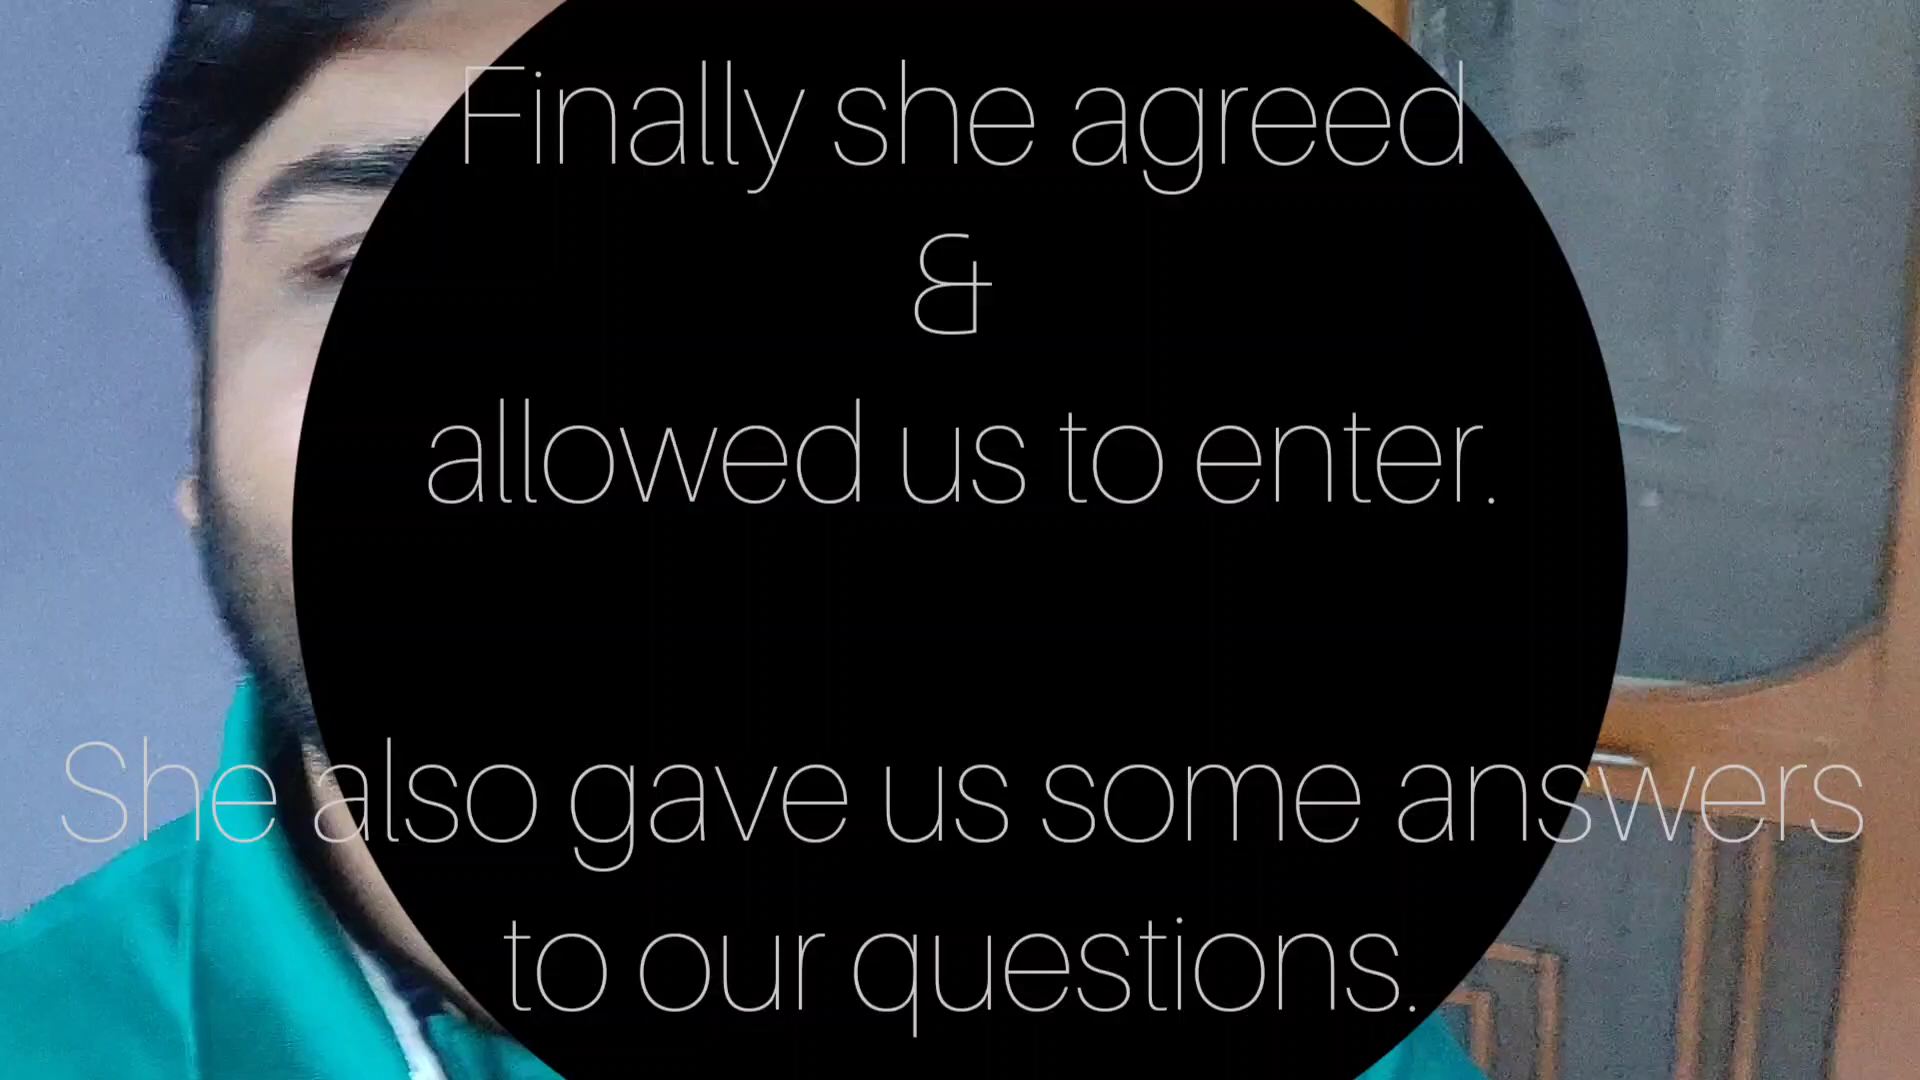 Finally she agreed
&
allowed us to enter.
She also gave us some answers
to our questions.